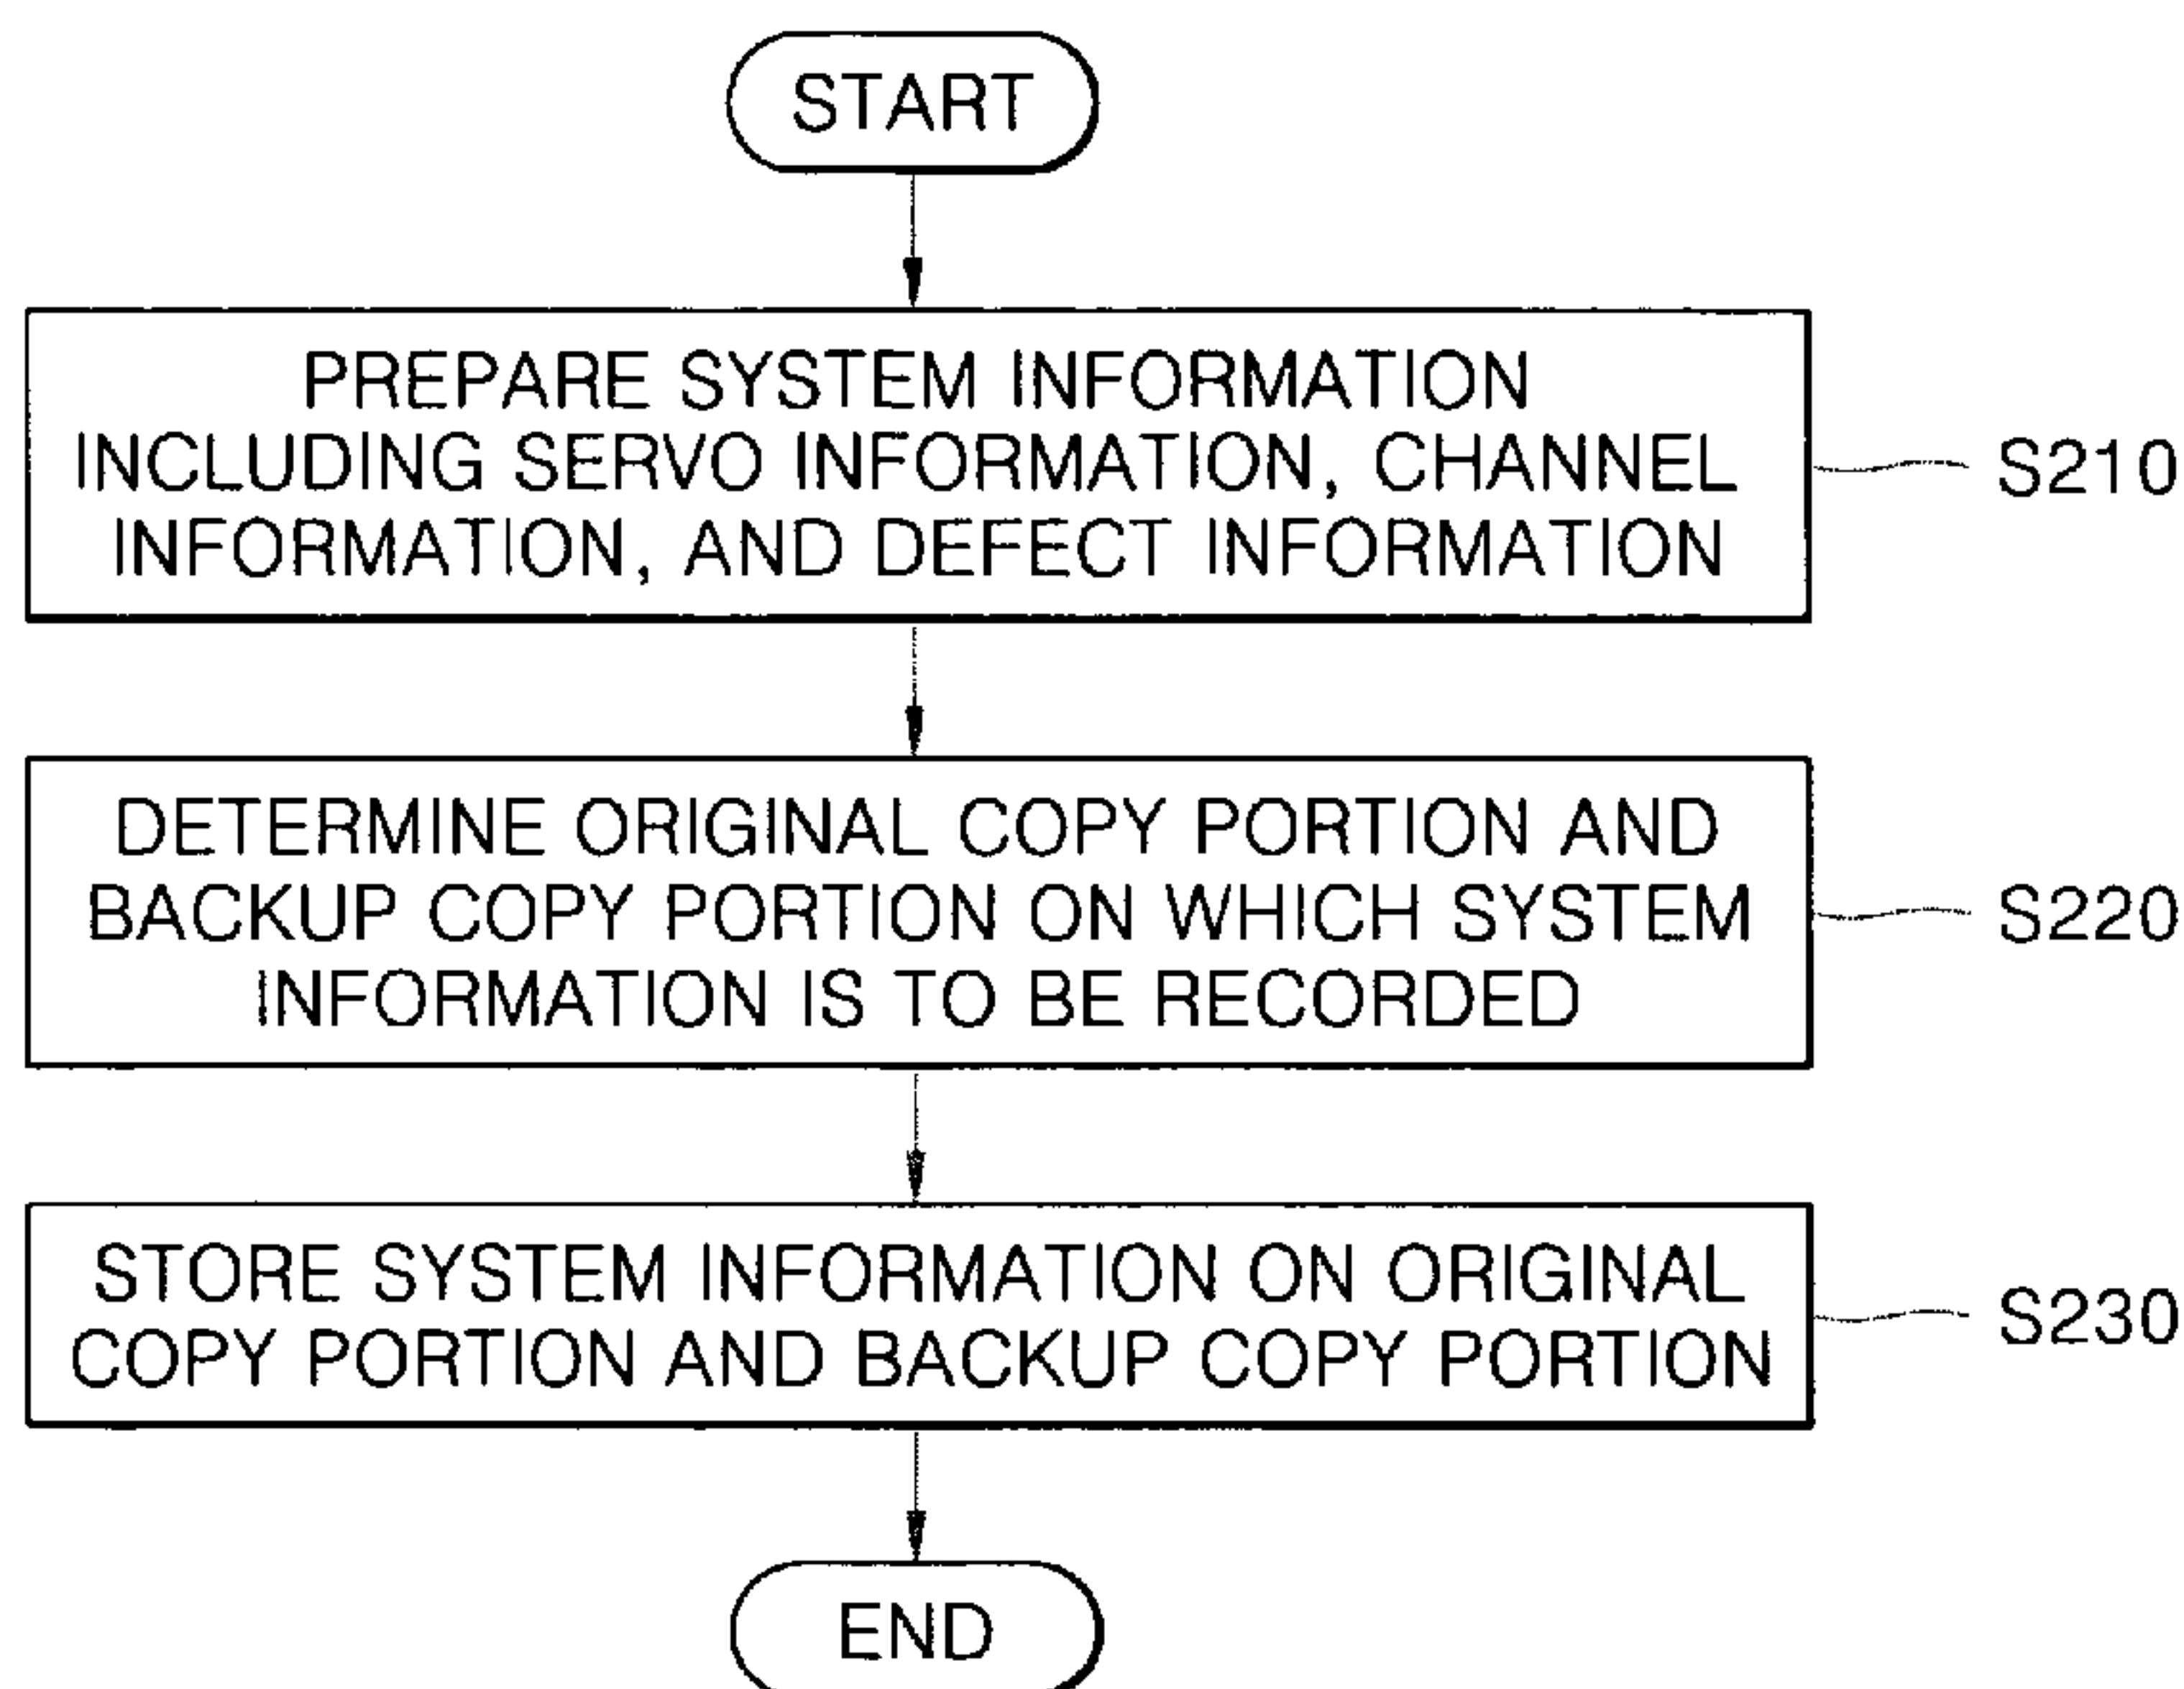 START
PREPARE SYSTEM INFORMATION
INCLUDING SERVO INFORMATION, CHANNEL
INFORMATION, AND DEFECT INFORMATION
S210
DETERMINE ORIGINAL COPY PORTION AND
BACKUP COPY PORTION ON WHICH SYSTEM
INFORMATION IS TO BE RECORDED
S220
STORE SYSTEM INFORMATION ON ORIGINAL
COPY PORTION AND BACKUP COPY PORTION
S230
END